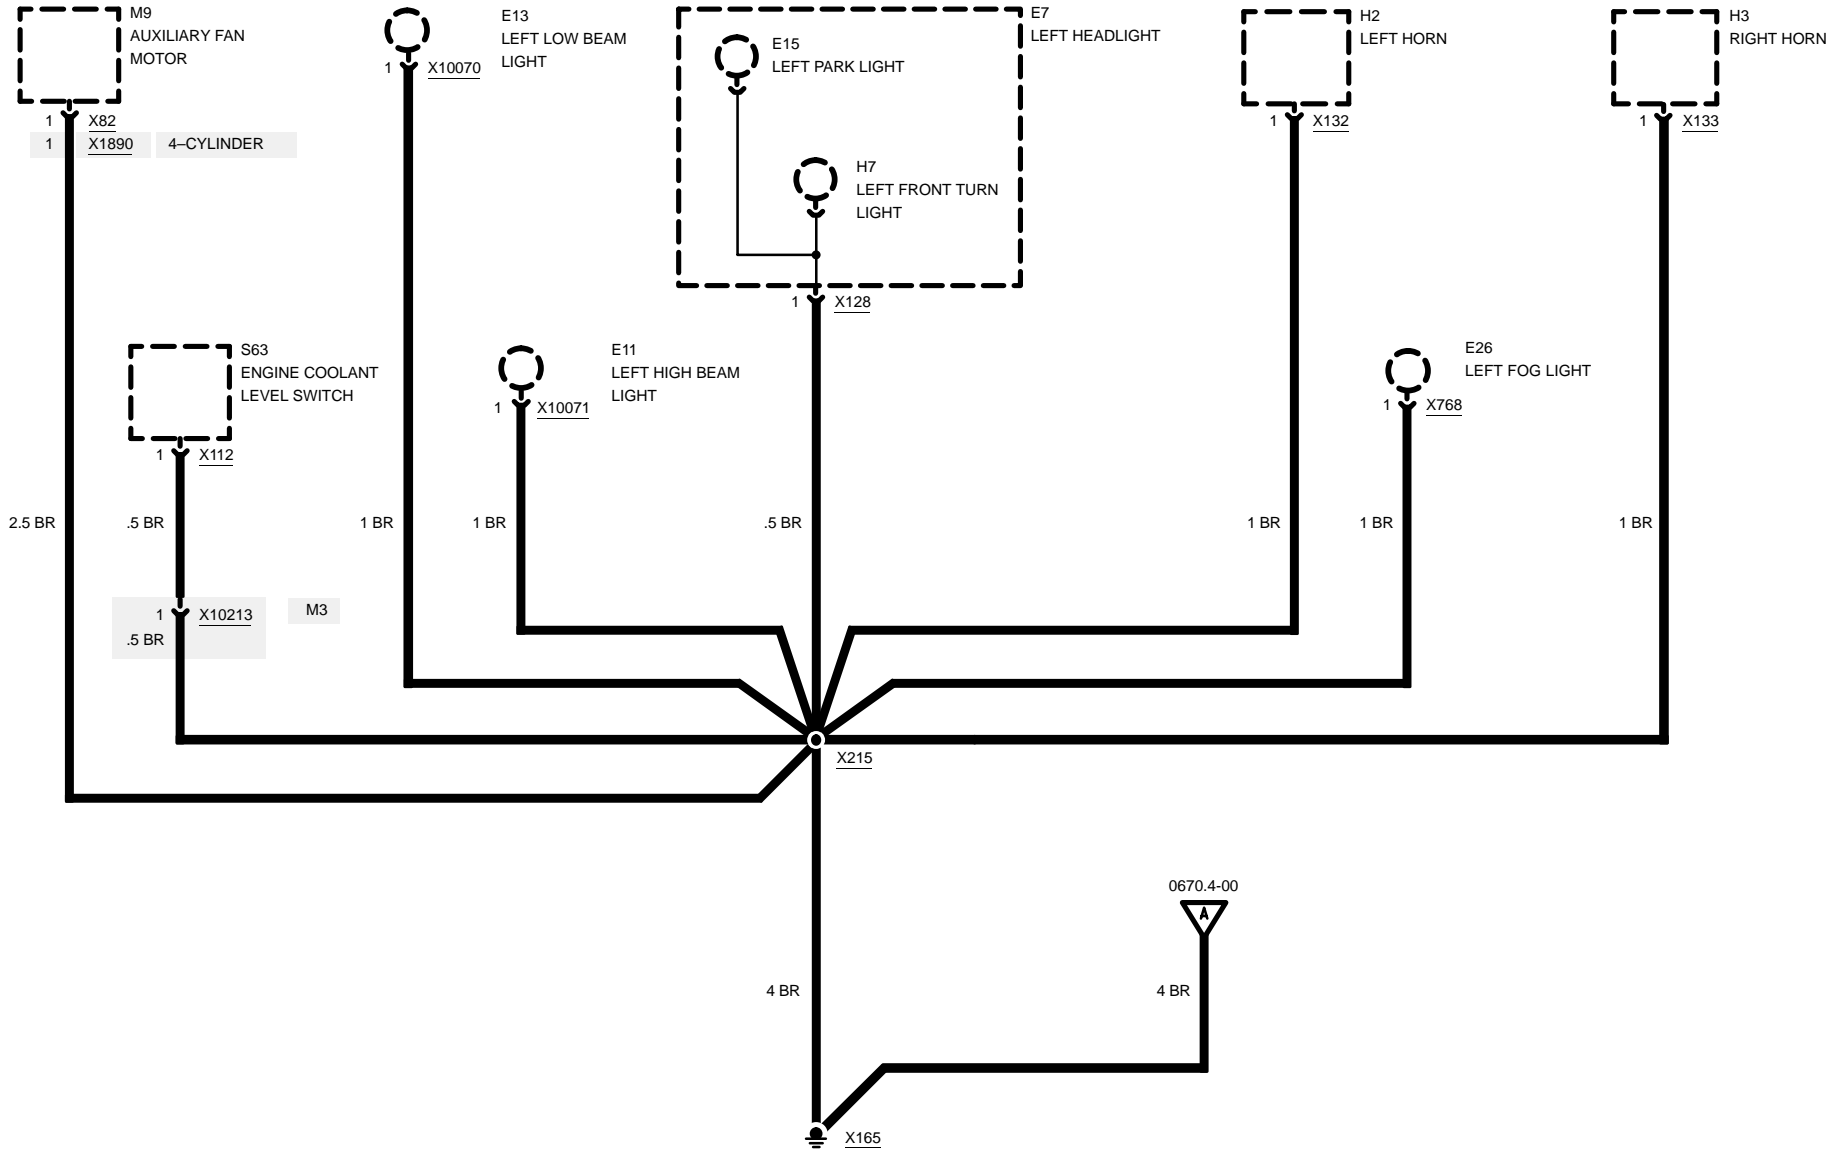 M9
AUXILIARY FAN
MOTOR
1 X82
1 X1890 4–CYLINDER
E13
LEFT LOW BEAM
LIGHT
1 X10070
E7
LEFT HEADLIGHT
E15
LEFT PARK LIGHT
H7
LEFT FRONT TURN
LIGHT
1 X128
H2
LEFT HORN
1 X132
H3
RIGHT HORN
1 X133
S63
ENGINE COOLANT
LEVEL SWITCH
1 X112
E11
LEFT HIGH BEAM
LIGHT
1 X10071
E26
LEFT FOG LIGHT
1 X768
2.5 BR
.5 BR
1 BR
1 BR
.5 BR
1 BR
1 BR
1 BR
1 X10213
.5 BR
M3
X215
0670.4-00
A
4 BR
4 BR
X165